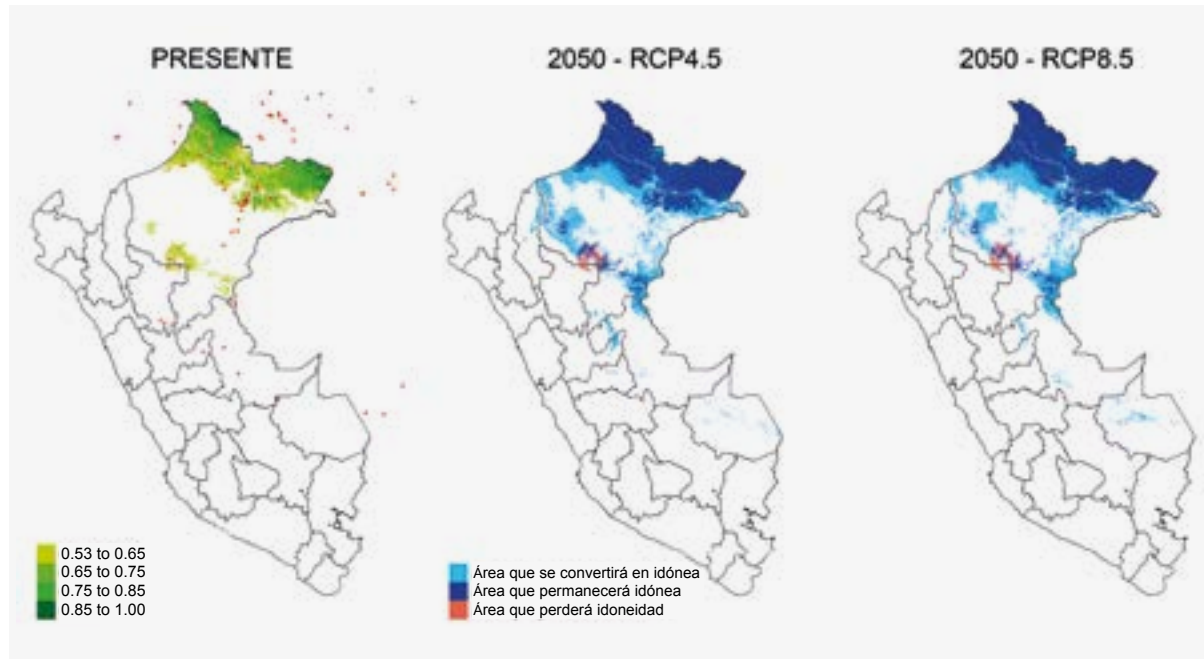 PRESENTE
2050 - RCP4.5
2050 - RCP8.5
0.53 to 0.65
0.65 to 0.75
0.75 to 0.85
0.85 to 1.00
Área que se convertirá en idónea
Área que permanecerá idónea
Área que perderá idoneidad